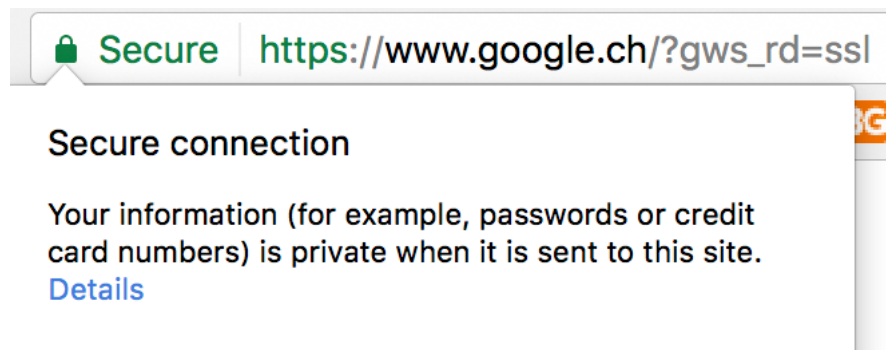 Secure https://www.google.ch/?gws_rd=ssl
Secure connection
Your information (for example, passwords or credit
card numbers) is private when it is sent to this site.
Details